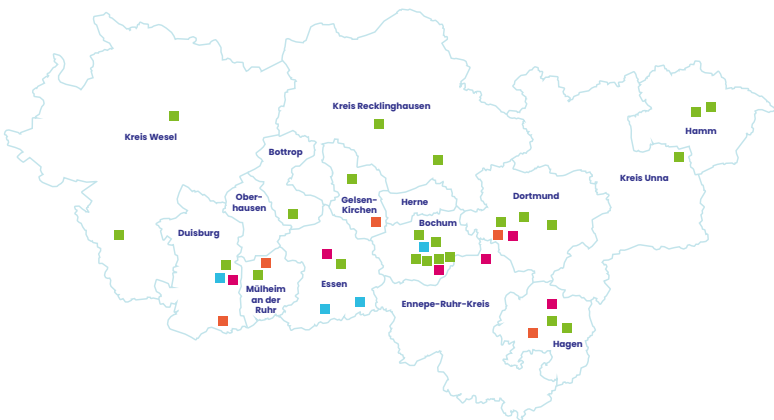 Kreis Recklinghausen
Kreis Wesel
Hamm
Bottrop
Kreis Unna
Ober-
hausen
Gelsen-
Kirchen
Herne
Dortmund
Duisburg
Bochum
Essen
Mülheim
an der
Ruhr
Ennepe-Ruhr-Kreis
Hagen